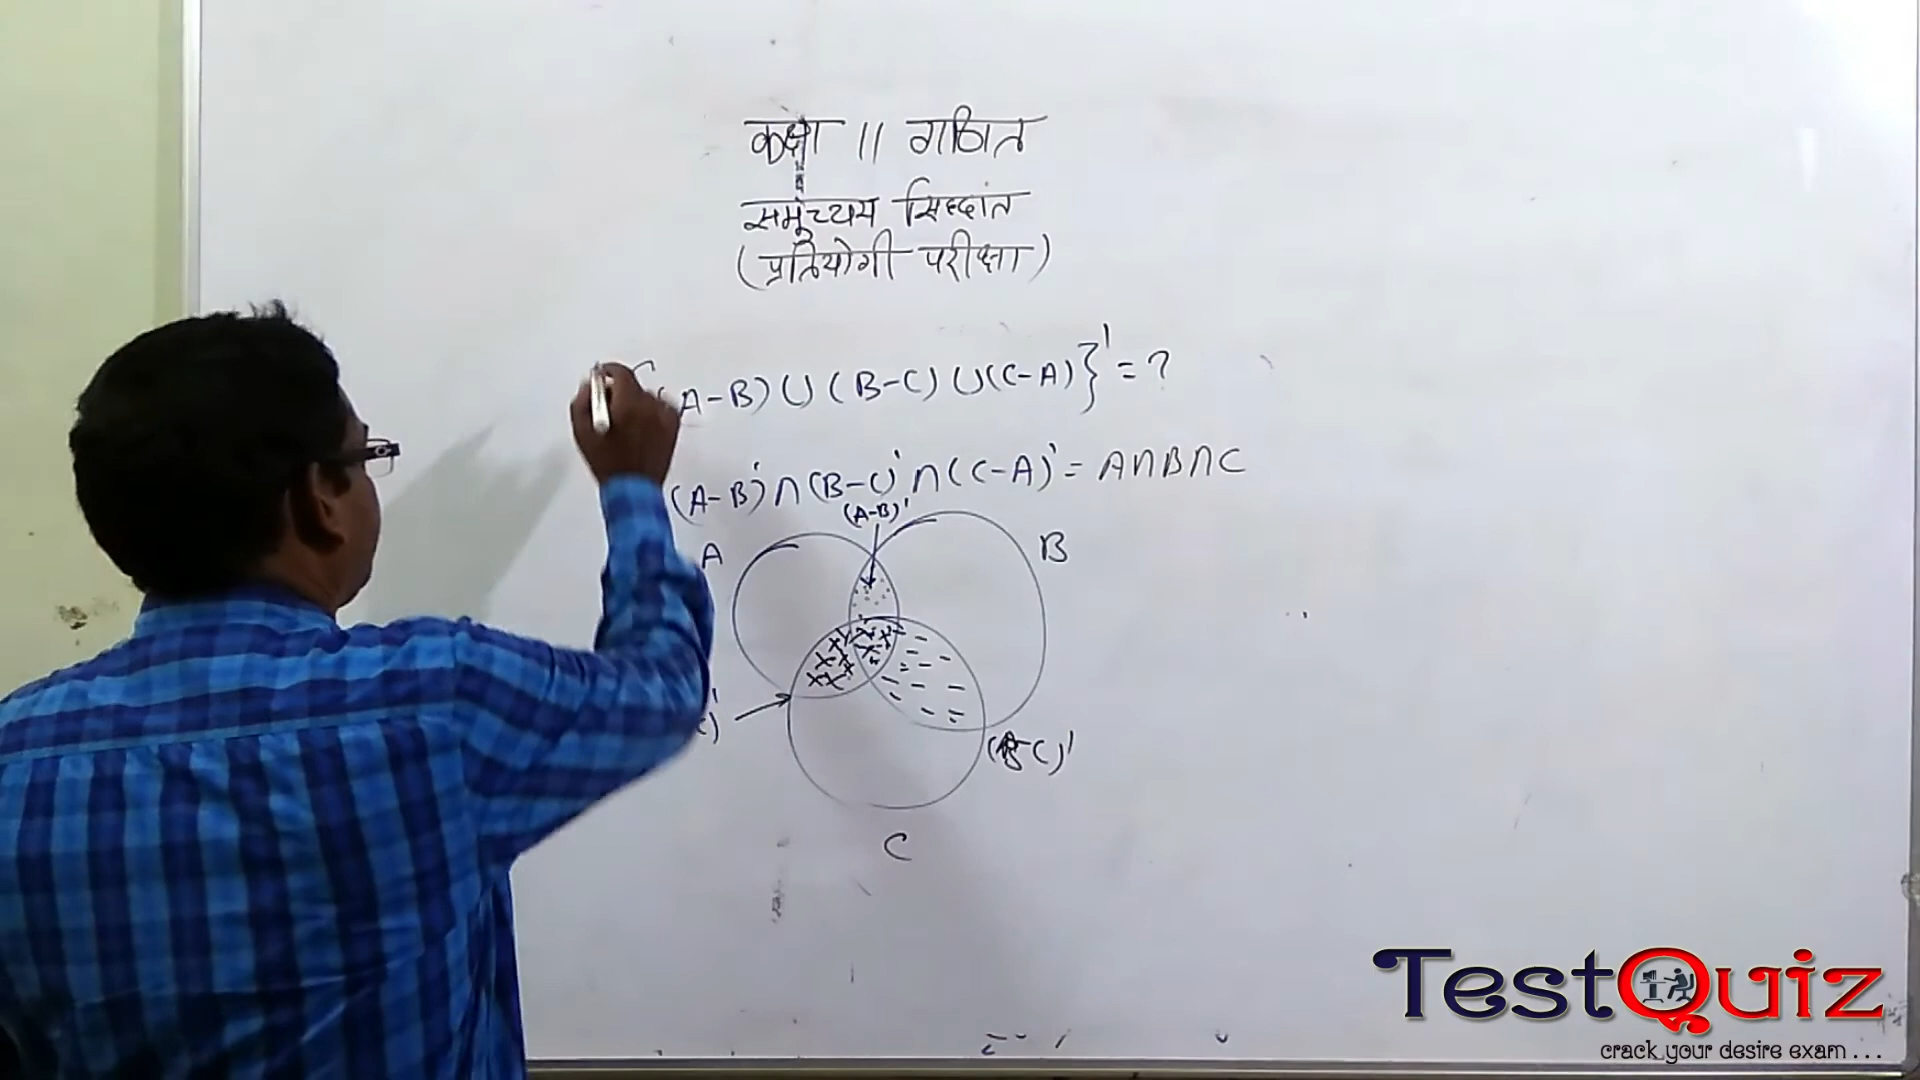 कक्षा 11 गणित
समुच्चय सिद्धांत
(प्रतियोगी परीक्षा)
{(A-B)∪(B-C)∪(C-A)}'=?
(A-B)'∩(B-C)'∩(C-A)'=A∩B∩C
(A-B)'
A
B
C
TestQuiz
crack your desire exam...